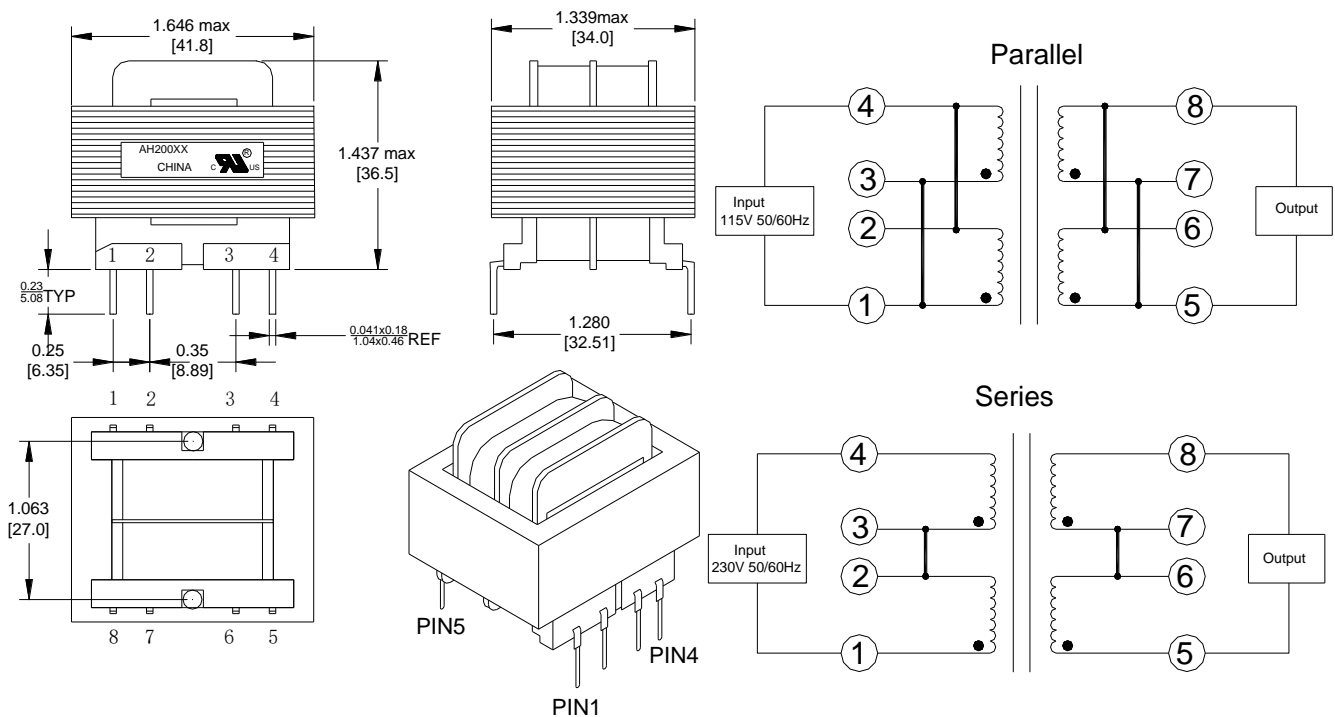 1.646 max
[41.8]
AH200XX
CHINA
C UR ® US
1.437 max
[36.5]
1 2 3 4
0.23
5.08 TYP
0.25
[6.35]
0.35
[8.89]
0.041x0.18
1.04x0.46 REF
1.339max
[34.0]
1.280
[32.51]
1 2 3 4
1.063
[27.0]
8 7 6 5
PIN5
PIN4
PIN1
Parallel
4
3
2
1
Input
115V 50/60Hz
8
7
6
5
Output
Series
4
3
2
1
Input
230V 50/60Hz
8
7
6
5
Output